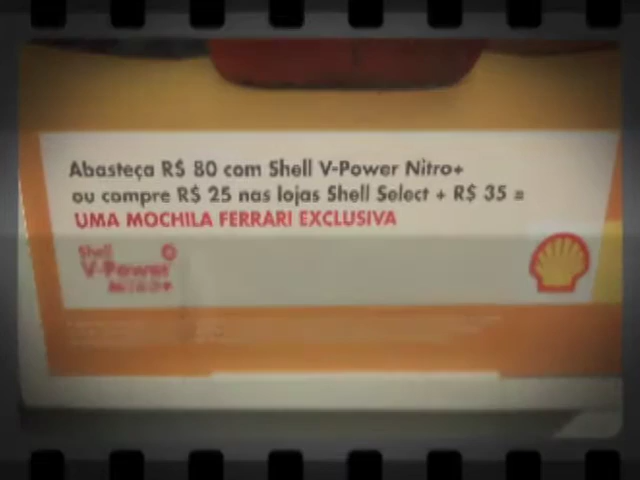 Abasteça R$ 80 com Shell V-Power Nitro+
ou compre R$ 25 nas lojas Shell Select + R$ 35 =
UMA MOCHILA FERRARI EXCLUSIVA
Shell
V-Power
NITRO+